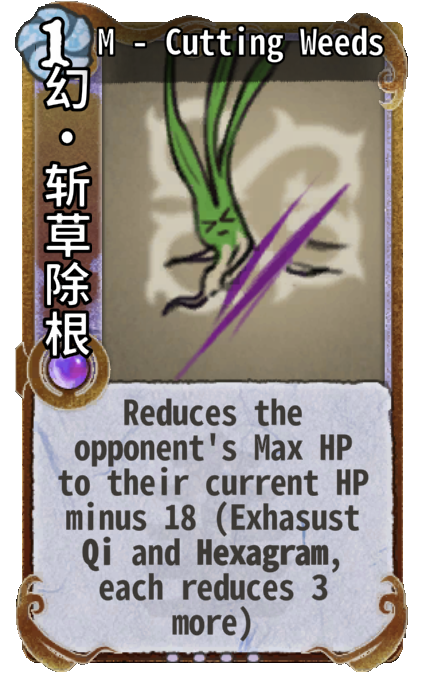 1
M - Cutting Weeds
幻・斩草除根
Reduces the
opponent's Max HP
to their current HP
minus 18 (Exhasust
Qi and Hexagram,
each reduces 3
more)